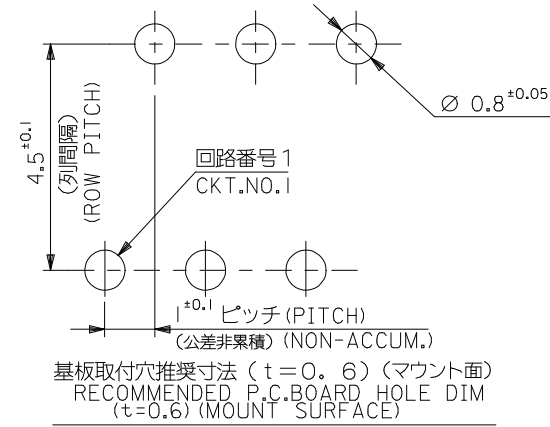 Ø 0.8±0.05
4.5±0.1
(列間隔)
(ROW PITCH)
回路番号1
CKT.NO.1
1±0.1 ピッチ(PITCH)
(公差非累積)(NON-ACCUM.)
基板取付穴推奨寸法(t=0.6)(マウント面)
RECOMMENDED P.C.BOARD HOLE DIM
(t=0.6)(MOUNT SURFACE)